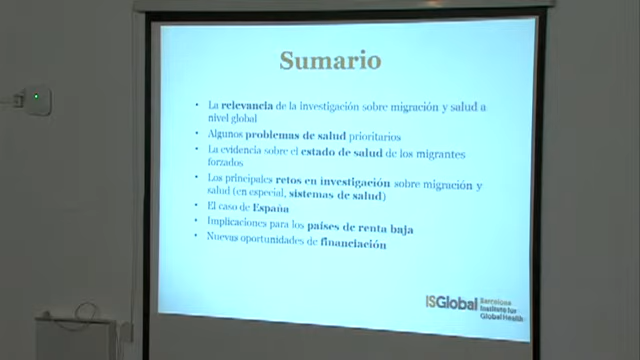 Sumario
• La relevancia de la investigación sobre migración y salud a
nivel global
• Algunos problemas de salud prioritarios
• La evidencia sobre el estado de salud de los migrantes
forzados
• Los principales retos en investigación sobre migración y
salud (en especial, sistemas de salud)
• El caso de España
• Implicaciones para los países de renta baja
• Nuevas oportunidades de financiación
ISGlobal
Barcelona
Institute for
Global Health